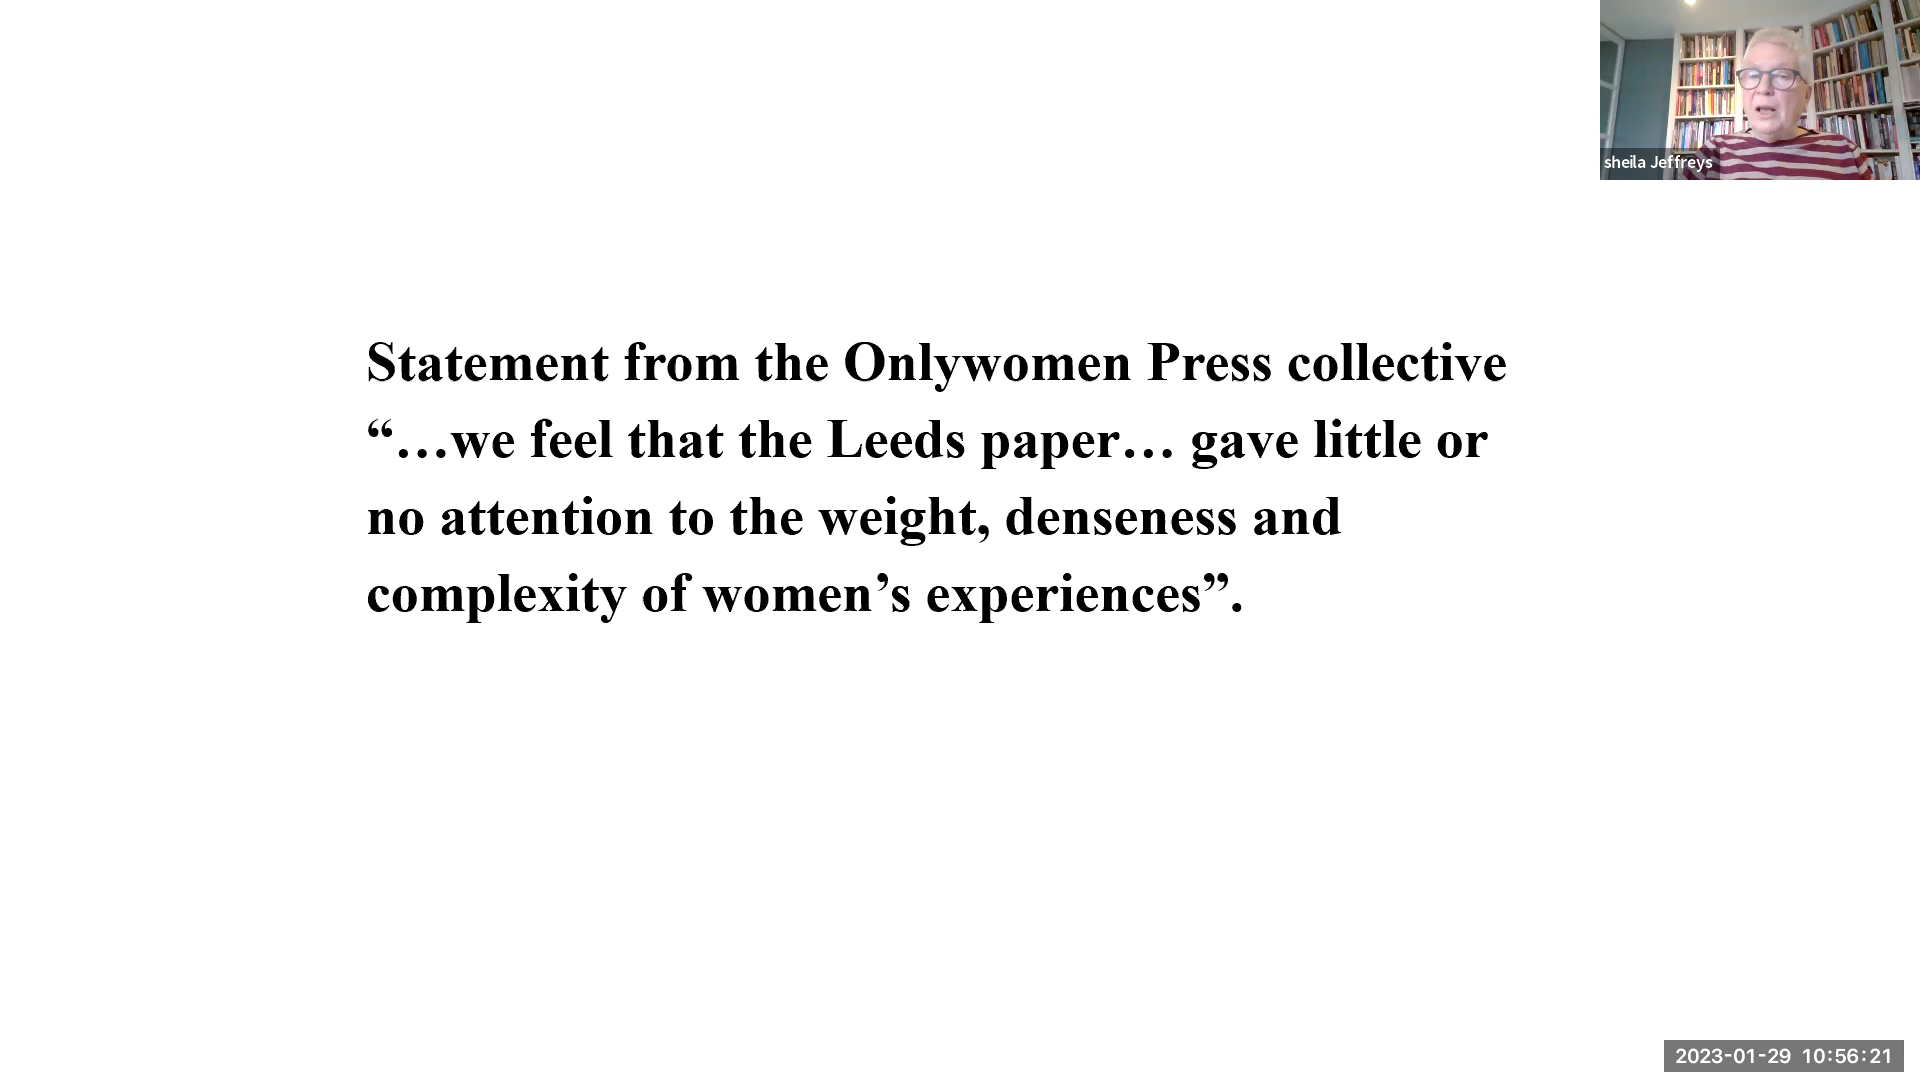 sheila Jeffreys
Statement from the Onlywomen Press collective
“…we feel that the Leeds paper… gave little or
no attention to the weight, denseness and
complexity of women’s experiences”.
2023-01-29 10:56:21